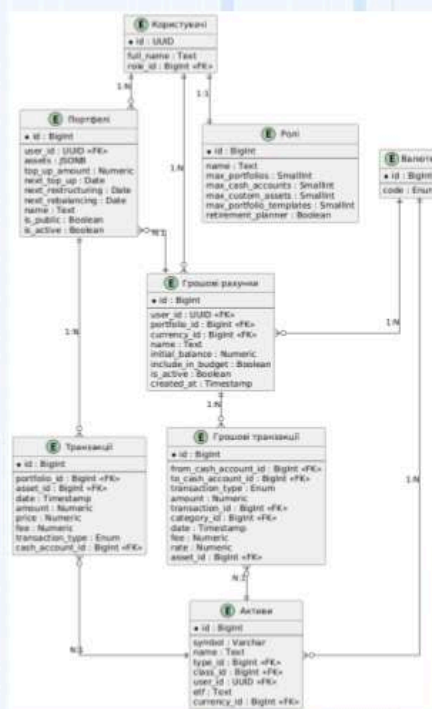 E Користувачі
id : UUID
full_name : Text
role_id : BigInt «FK»
1:N
1:N
1:1
E Портфелі
id : BigInt
user_id : UUID «FK»
assets : JSONB
top_up_amount : Numeric
next_top_up : Date
next_restructuring : Date
next_rebalancing : Date
name : Text
is_public : Boolean
is_active : Boolean
E Ролі
id : BigInt
name : Text
max_portfolios : SmallInt
max_cash_accounts : SmallInt
max_custom_assets : SmallInt
max_portfolio_templates : SmallInt
retirement_planner : Boolean
E Валюти
id : BigInt
code : Enum
N:1
E Грошові рахунки
id : BigInt
user_id : UUID «FK»
portfolio_id : BigInt «FK»
currency_id : BigInt «FK»
name : Text
initial_balance : Numeric
include_in_budget : Boolean
is_active : Boolean
created_at : Timestamp
1:N
1:N
1:N
E Транзакції
id : BigInt
portfolio_id : BigInt «FK»
asset_id : BigInt «FK»
date : Timestamp
amount : Numeric
price : Numeric
fee : Numeric
transaction_type : Enum
cash_account_id : BigInt «FK»
E Грошові транзакції
id : BigInt
from_cash_account_id : BigInt «FK»
to_cash_account_id : BigInt «FK»
transaction_type : Enum
amount : Numeric
transaction_id : BigInt «FK»
category_id : BigInt «FK»
date : Timestamp
fee : Numeric
rate : Numeric
asset_id : BigInt «FK»
1:N
N:1
N:1
E Активи
id : BigInt
symbol : Varchar
name : Text
type_id : BigInt «FK»
class_id : BigInt «FK»
user_id : UUID «FK»
etf : Text
currency_id : BigInt «FK»